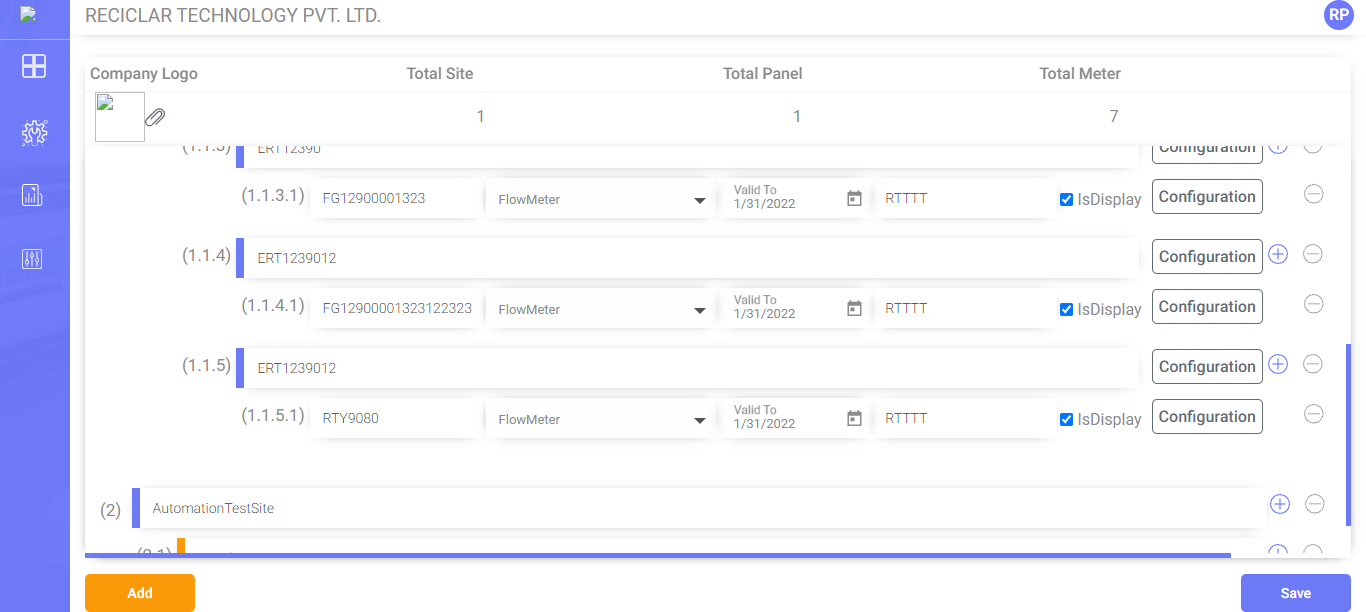 RECICLAR TECHNOLOGY PVT. LTD.
RP
Company Logo Total Site Total Panel Total Meter
1 1 7
(1.1.3) ERT12390 Configuration
(1.1.3.1) FG12900001323 FlowMeter Valid To 1/31/2022 RTTTT IsDisplay Configuration
(1.1.4) ERT1239012 Configuration
(1.1.4.1) FG12900001323122323 FlowMeter Valid To 1/31/2022 RTTTT IsDisplay Configuration
(1.1.5) ERT1239012 Configuration
(1.1.5.1) RTY9080 FlowMeter Valid To 1/31/2022 RTTTT IsDisplay Configuration
(2) AutomationTestSite
(2.1)
Add Save